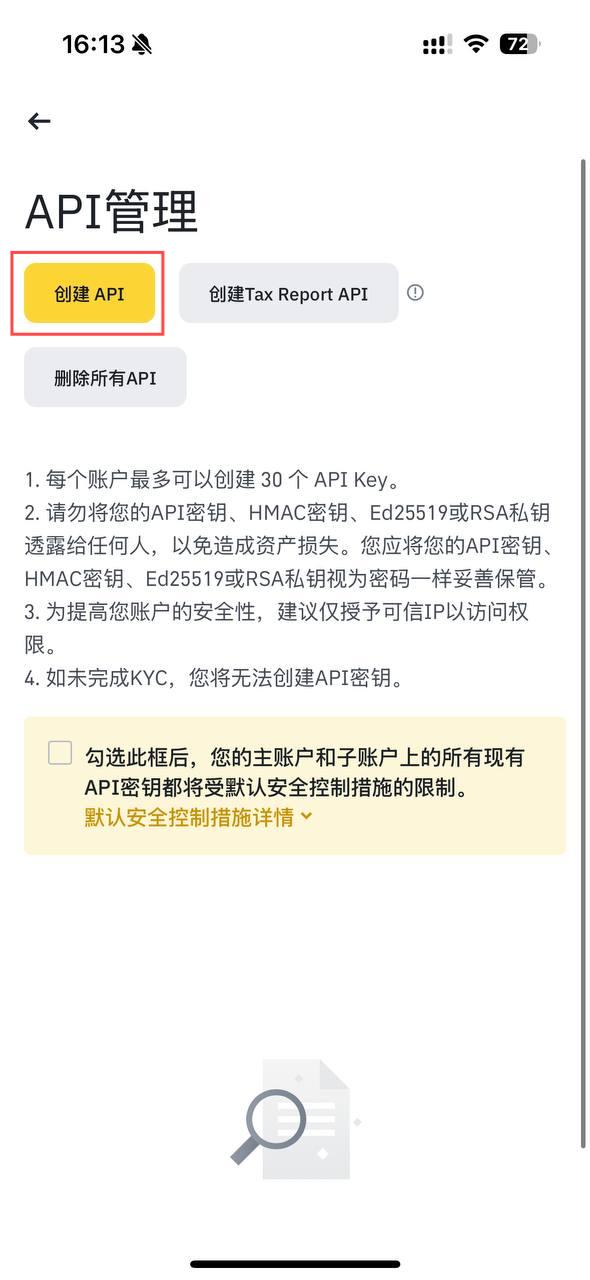 16:13
72
API管理
创建 API
创建Tax Report API
删除所有API
1. 每个账户最多可以创建 30 个 API Key。
2. 请勿将您的API密钥、HMAC密钥、Ed25519或RSA私钥
透露给任何人，以免造成资产损失。您应将您的API密钥、
HMAC密钥、Ed25519或RSA私钥视为密码一样妥善保管。
3. 为提高您账户的安全性，建议仅授予可信IP以访问权
限。
4. 如未完成KYC，您将无法创建API密钥。
勾选此框后，您的主账户和子账户上的所有现有
API密钥都将受默认安全控制措施的限制。
默认安全控制措施详情